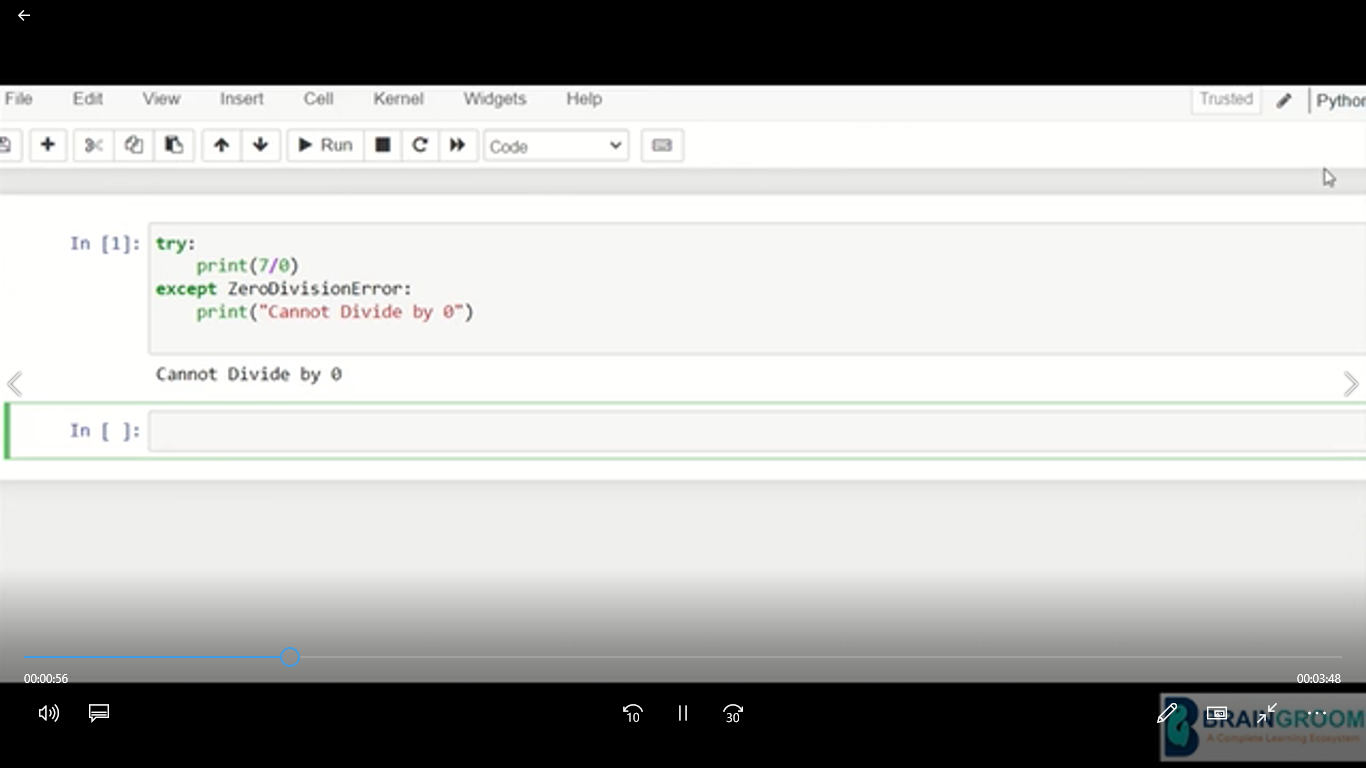 File Edit View Insert Cell Kernel Widgets Help Trusted Python
Run Code
In [1]: try:
print(7/0)
except ZeroDivisionError:
print("Cannot Divide by 0")
Cannot Divide by 0
In [ ]:
00:00:56 00:03:48
10 30
BRAINGROOM
A Complete Learning Ecosystem